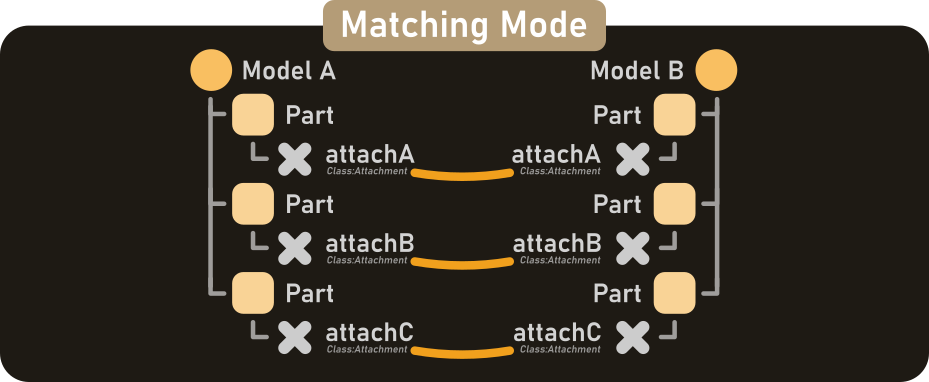 Matching Mode
Model A
Model B
Part
Part
attachA
attachA
Class:Attachment
Class:Attachment
Part
Part
attachB
attachB
Class:Attachment
Class:Attachment
Part
Part
attachC
attachC
Class:Attachment
Class:Attachment